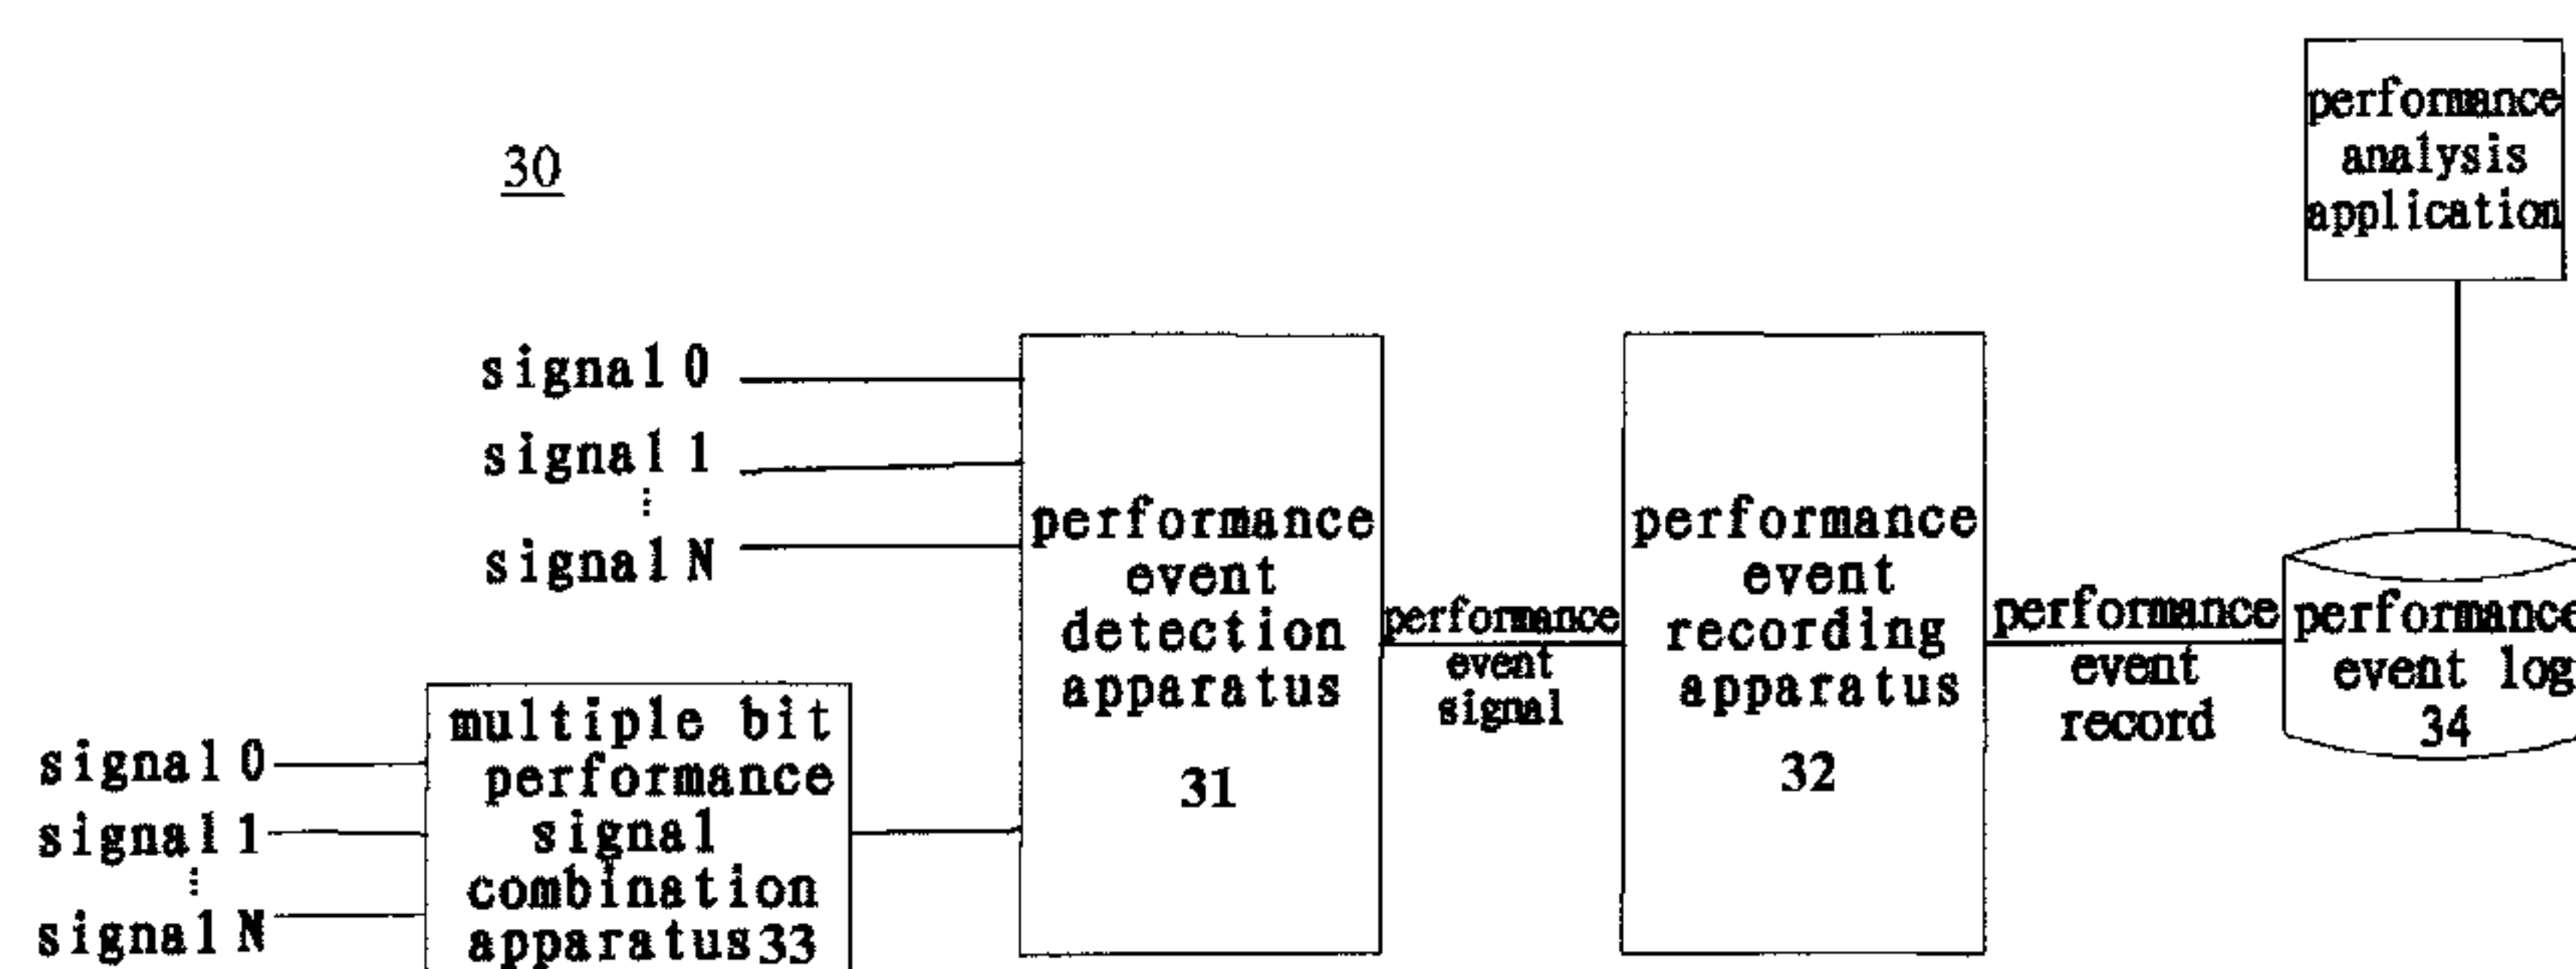 performance
analysis
application
30
signal 0
signal 1
⋮
signal N
performance
event
detection
apparatus
31
performance
event
signal
performance
event
recording
apparatus
32
performance
event
record
performance
event log
34
multiple bit
performance
signal
combination
apparatus33
signal 0
signal 1
⋮
signal N